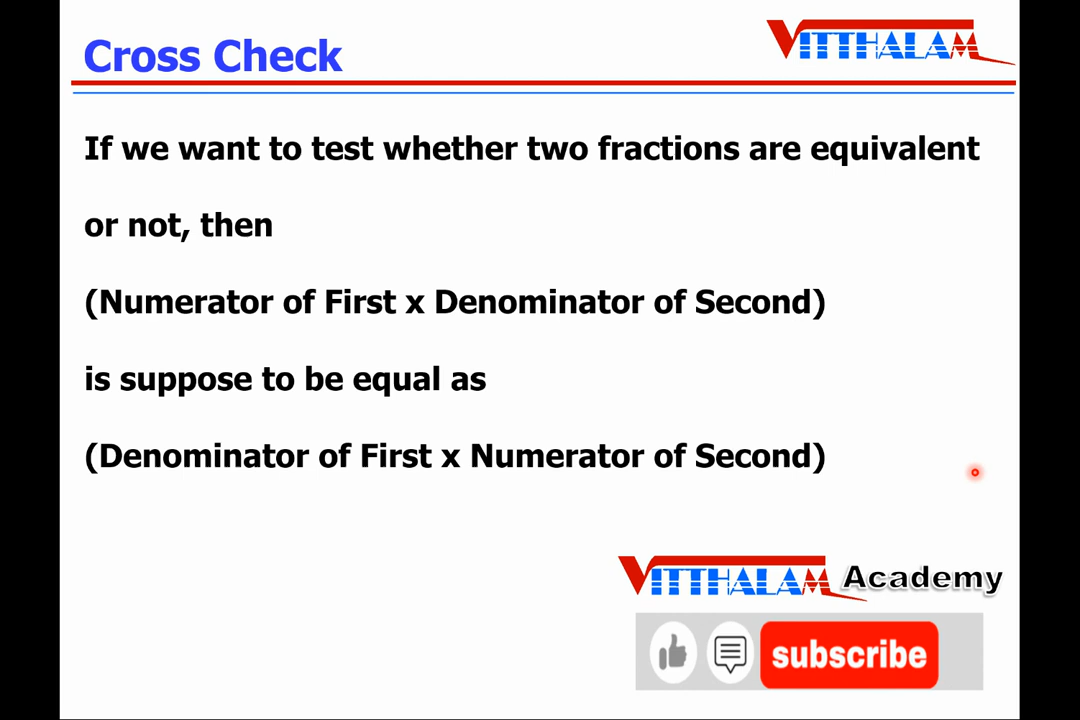 Cross Check
VITTHALAM
If we want to test whether two fractions are equivalent
or not, then
(Numerator of First x Denominator of Second)
is suppose to be equal as
(Denominator of First x Numerator of Second)
VITTHALAM Academy
subscribe